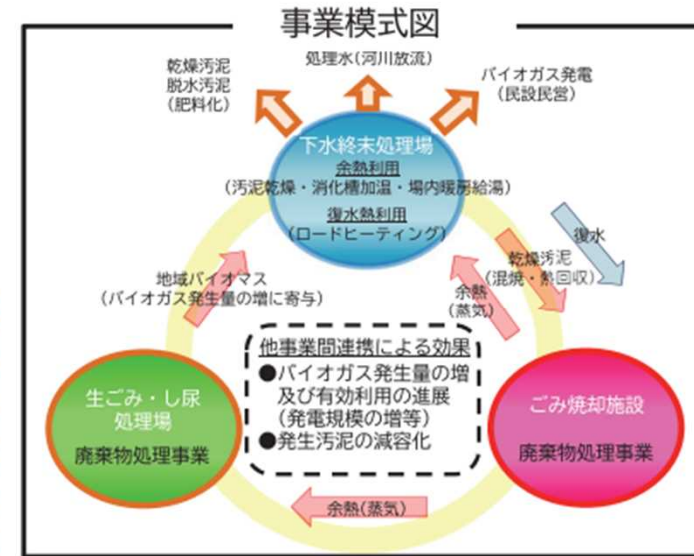 事業模式図
乾燥汚泥
脱水汚泥
(肥料化)
処理水(河川放流)
バイオガス発電
(民設民営)
下水終末処理場
余熱利用
(汚泥乾燥・消化槽加温・場内暖房給湯)
復水熱利用
(ロードヒーティング)
復水
乾燥汚泥
(混焼・熱回収)
余熱
(蒸気)
地域バイオマス
(バイオガス発生量の増に寄与)
他事業間連携による効果
●バイオガス発生量の増
及び有効利用の進展
(発電規模の増等)
●発生汚泥の減容化
生ごみ・し尿
処理場
廃棄物処理事業
ごみ焼却施設
廃棄物処理事業
余熱(蒸気)